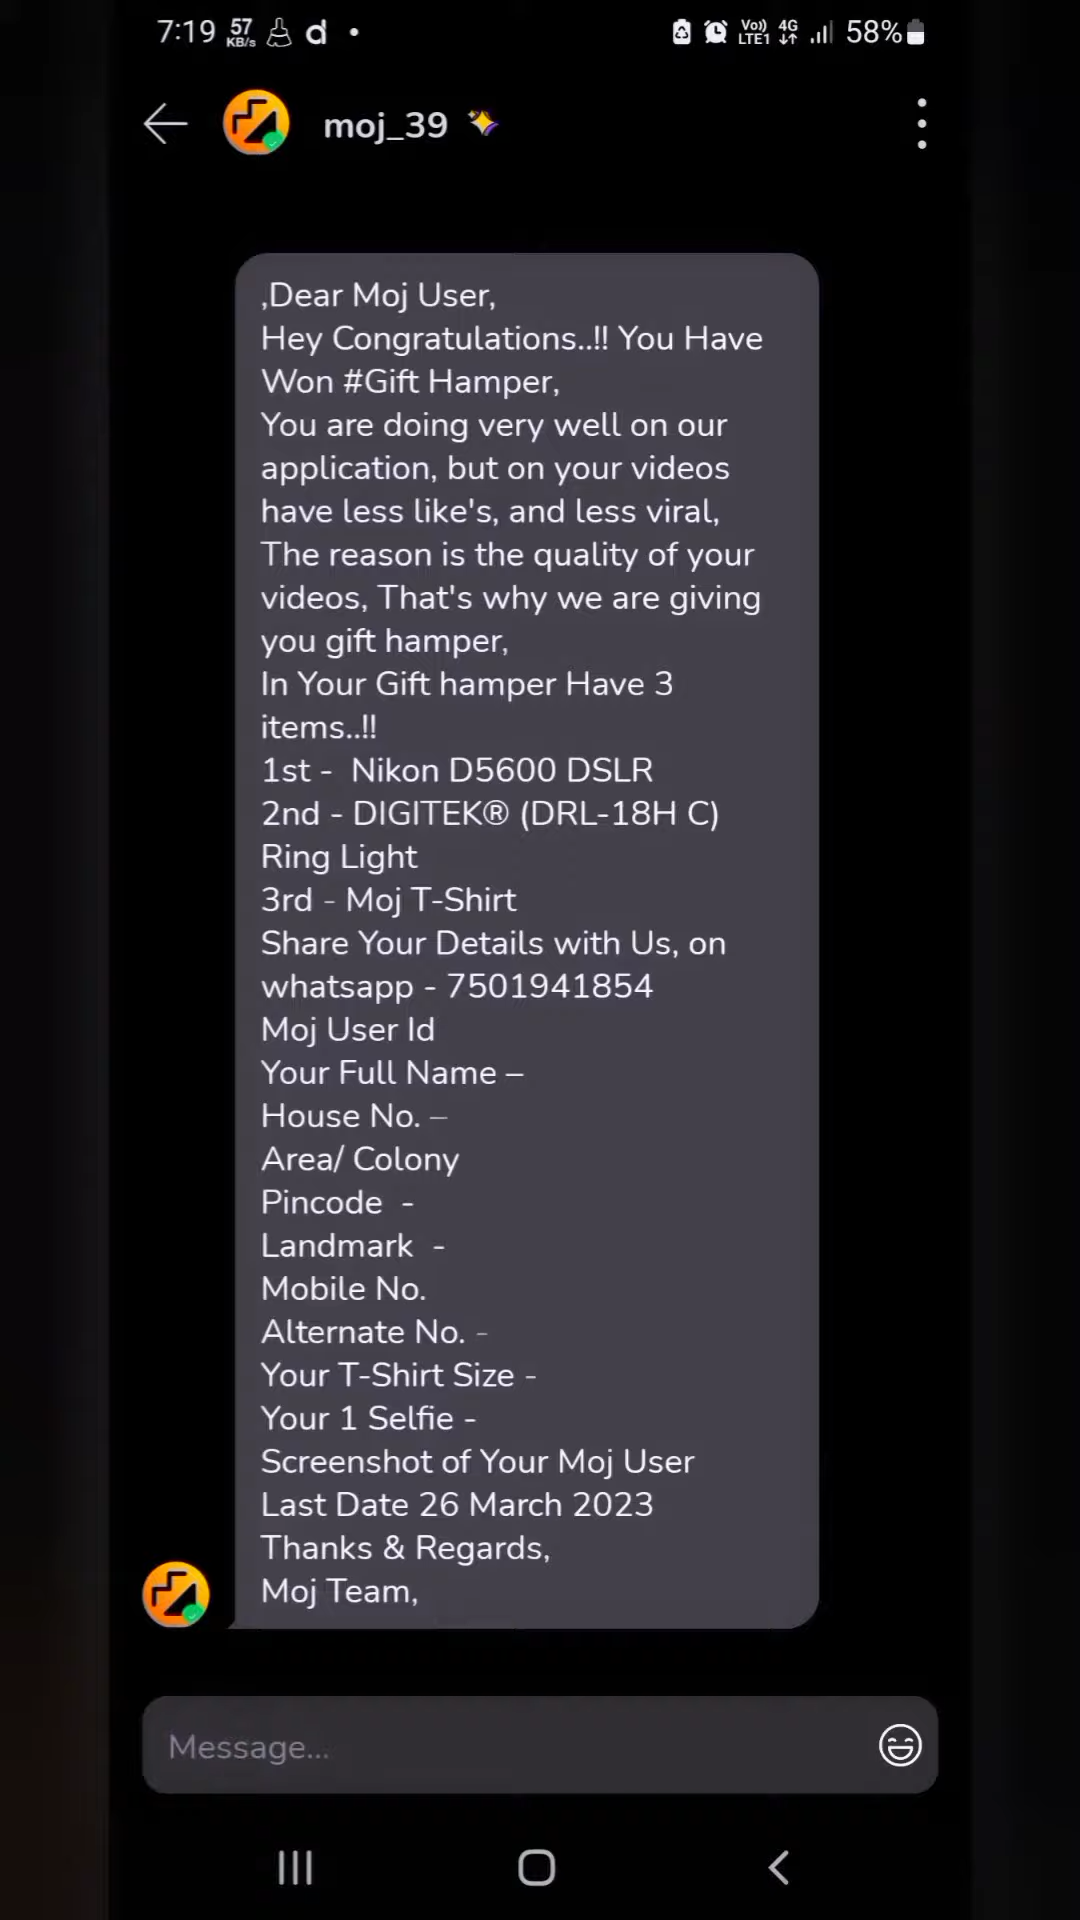 7:19 57 KB/s d • Vo)) LTE1 4G 58%
moj_39
,Dear Moj User,
Hey Congratulations..!! You Have
Won #Gift Hamper,
You are doing very well on our
application, but on your videos
have less like's, and less viral,
The reason is the quality of your
videos, That's why we are giving
you gift hamper,
In Your Gift hamper Have 3
items..!!
1st -  Nikon D5600 DSLR
2nd - DIGITEK® (DRL-18H C)
Ring Light
3rd - Moj T-Shirt
Share Your Details with Us, on
whatsapp - 7501941854
Moj User Id
Your Full Name –
House No. –
Area/ Colony
Pincode  -
Landmark  -
Mobile No.
Alternate No. -
Your T-Shirt Size -
Your 1 Selfie -
Screenshot of Your Moj User
Last Date 26 March 2023
Thanks & Regards,
Moj Team,
Message...